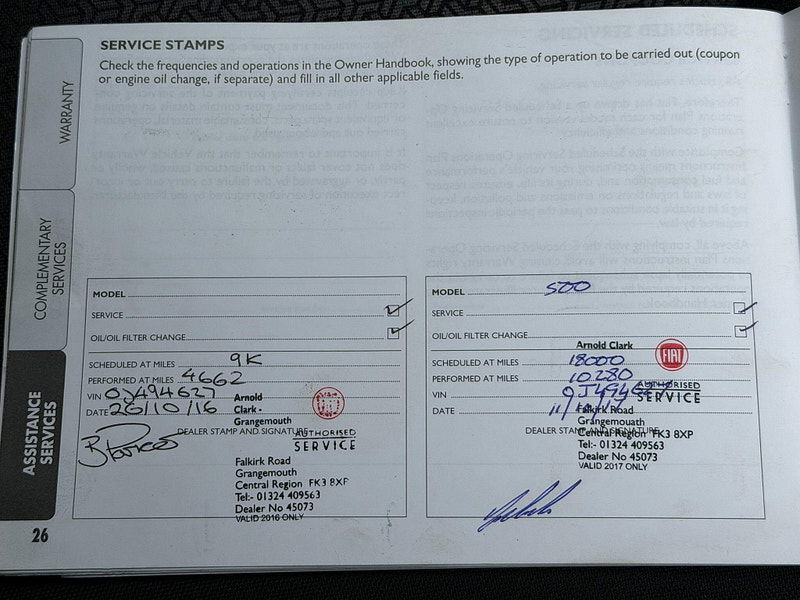 SERVICE STAMPS
Check the frequencies and operations in the Owner Handbook, showing the type of operation to be carried out (coupon
or engine oil change, if separate) and fill in all other applicable fields.
WARRANTY
COMPLEMENTARY
SERVICES
ASSISTANCE
SERVICES
26
MODEL
SERVICE
OIL/OIL FILTER CHANGE
SCHEDULED AT MILES 9K
PERFORMED AT MILES 4662
VIN 0J494627
DATE 26/10/16
DEALER STAMP AND SIGNATURE
Arnold
Clark -
Grangemouth
AUTHORISED
SERVICE
Falkirk Road
Grangemouth
Central Region FK3 8XP
Tel:- 01324 409563
Dealer No 45073
VALID 2016 ONLY
MODEL 500
SERVICE
OIL/OIL FILTER CHANGE
Arnold Clark
FIAT
SCHEDULED AT MILES 18000
PERFORMED AT MILES 10280
VIN
DATE
AUTHORISED
SERVICE
DEALER STAMP AND SIGNATURE
Falkirk Road
Grangemouath
Central Region FK3 8XP
Tel:- 01324 409563
Dealer No 45073
VALID 2017 ONLY